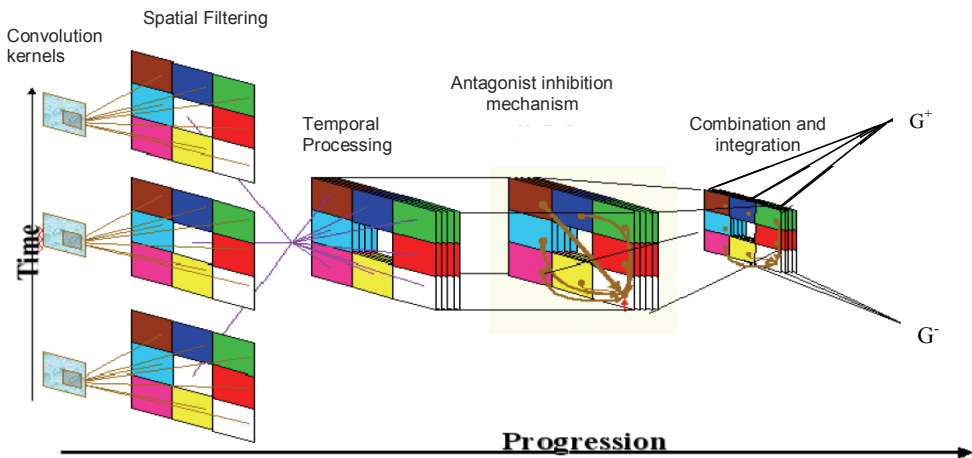 Spatial Filtering
Convolution
kernels
Antagonist inhibition
mechanism
Temporal
Processing
Combination and
integration
G+
G-
Time
Progression